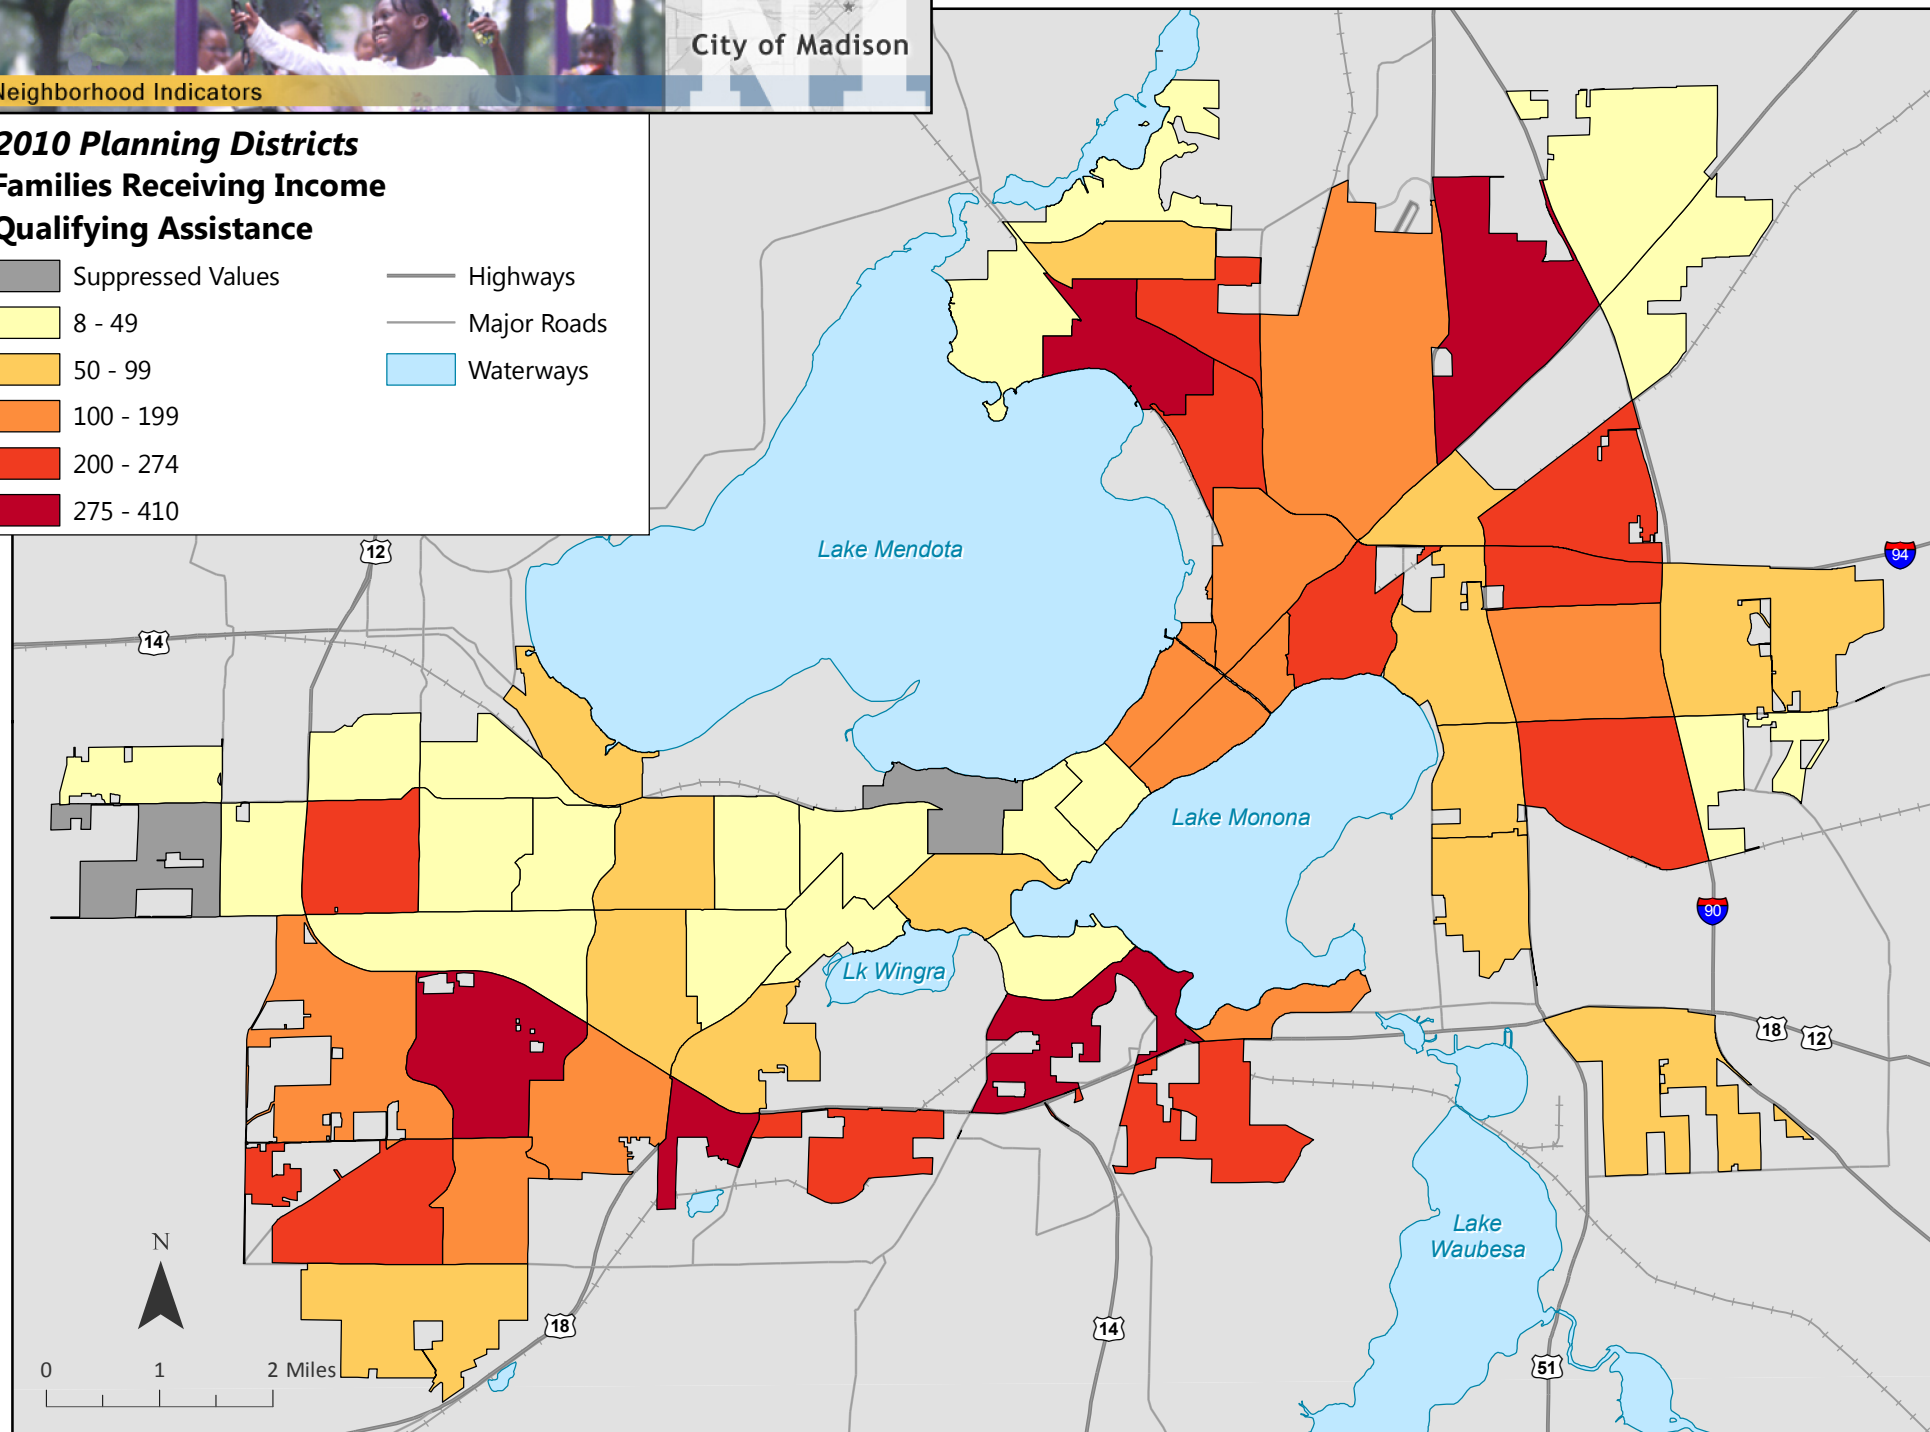 City of Madison
Neighborhood Indicators
2010 Planning Districts
Families Receiving Income
Qualifying Assistance
Suppressed Values
8 - 49
50 - 99
100 - 199
200 - 274
275 - 410
Highways
Major Roads
Waterways
12
14
94
Lake Mendota
Lake Monona
90
Lk Wingra
18
12
Lake
Waubesa
N
18
14
51
0
1
2 Miles